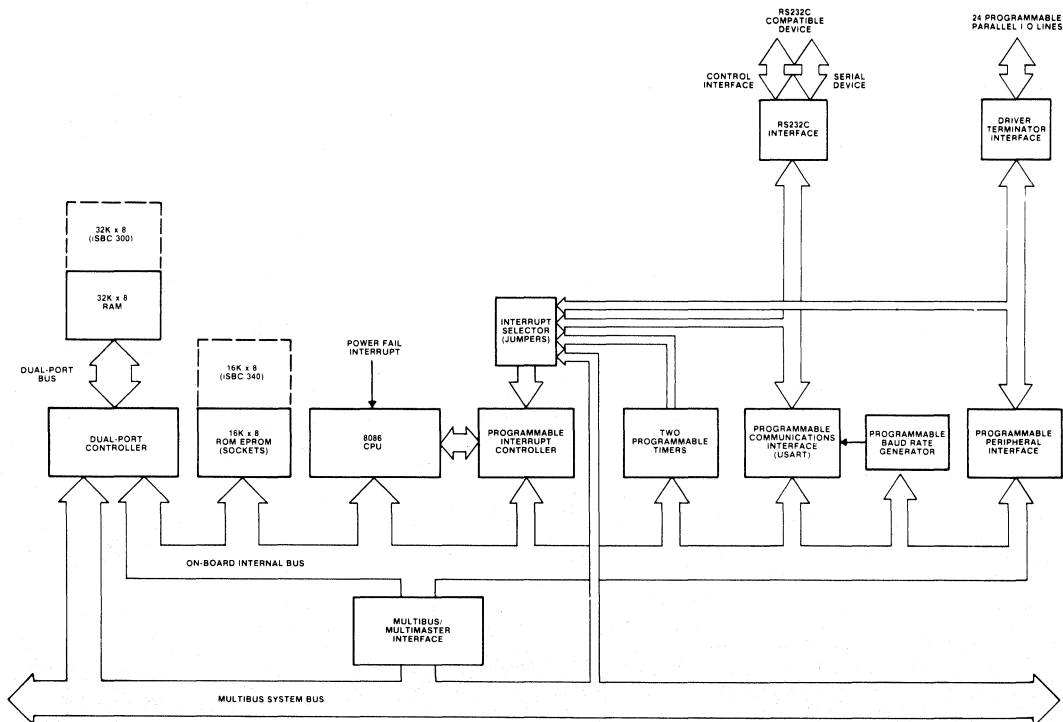 RS232C
COMPATIBLE
DEVICE
24 PROGRAMMABLE
PARALLEL I O LINES
CONTROL
INTERFACE
SERIAL
DEVICE
RS232C
INTERFACE
DRIVER
TERMINATOR
INTERFACE
32K x 8
(iSBC 300)
32K x 8
RAM
INTERRUPT
SELECTOR
(JUMPERS)
DUAL-PORT
BUS
16K x 8
(iSBC 340)
POWER FAIL
INTERRUPT
DUAL-PORT
CONTROLLER
16K x 8
ROM EPROM
(SOCKETS)
8086
CPU
PROGRAMMABLE
INTERRUPT
CONTROLLER
TWO
PROGRAMMABLE
TIMERS
PROGRAMMABLE
COMMUNICATIONS
INTERFACE
(USART)
PROGRAMMABLE
BAUD RATE
GENERATOR
PROGRAMMABLE
PERIPHERAL
INTERFACE
ON-BOARD INTERNAL BUS
MULTIBUS/
MULTIMASTER
INTERFACE
MULTIBUS SYSTEM BUS